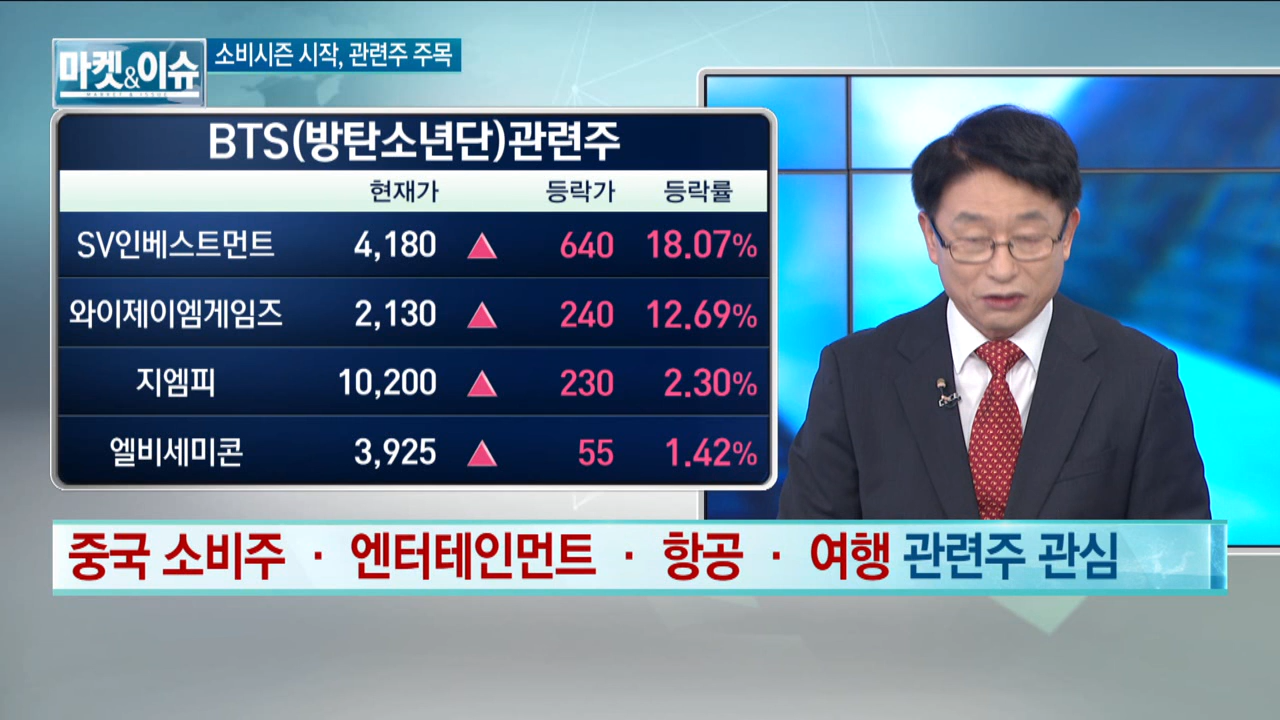 마켓&이슈
MARKET & ISSUE
소비시즌 시작, 관련주 주목
BTS(방탄소년단)관련주
현재가 등락가 등락률
SV인베스트먼트 4,180 ▲ 640 18.07%
와이제이엠게임즈 2,130 ▲ 240 12.69%
지엠피 10,200 ▲ 230 2.30%
엘비세미콘 3,925 ▲ 55 1.42%
중국 소비주 · 엔터테인먼트 · 항공 · 여행 관련주 관심